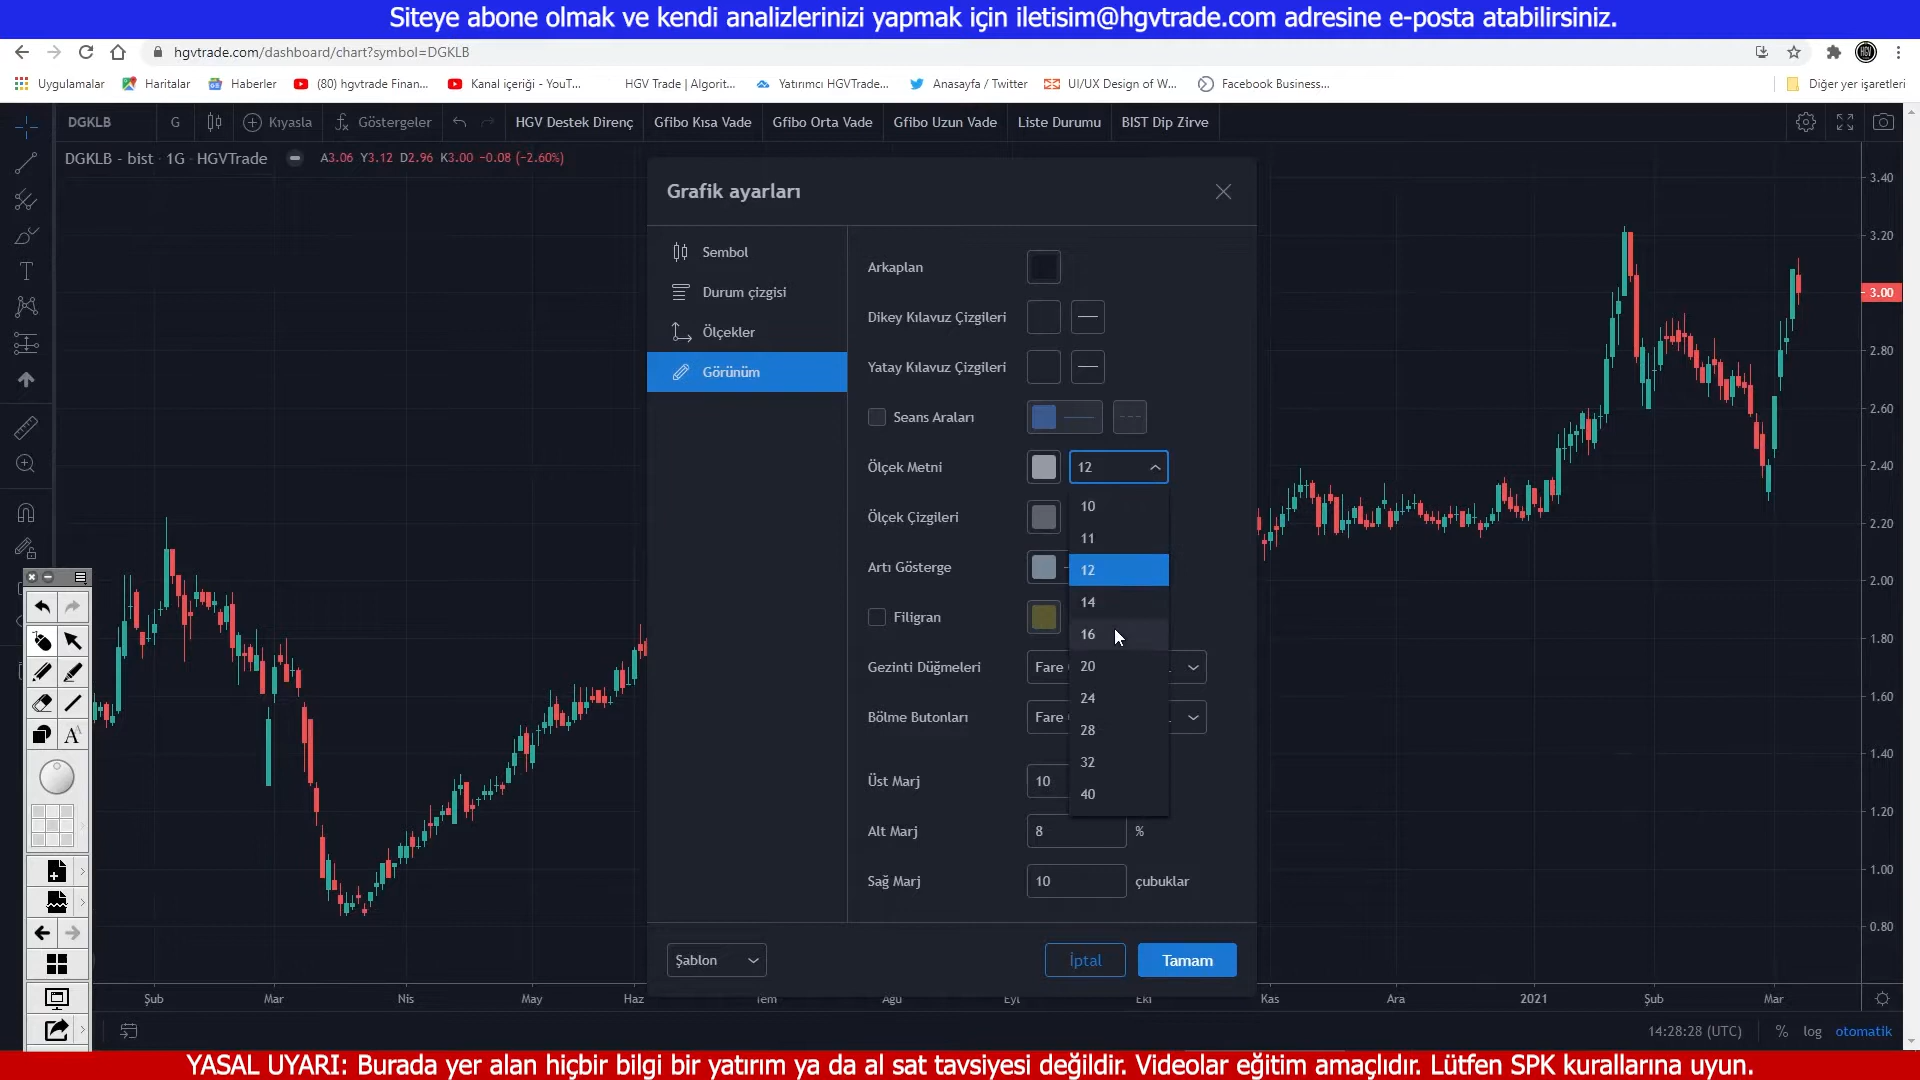 Siteye abone olmak ve kendi analizlerinizi yapmak için iletisim@hgvtrade.com adresine e-posta atabilirsiniz.
hgvtrade.com/dashboard/chart?symbol=DGKLB
Uygulamalar Haritalar Haberler (80) hgvtrade Finan... Kanal içeriği - YouT... HGV Trade | Algorit... Yatırımcı HGVTrade... Anasayfa / Twitter UI/UX Design of W... Facebook Business... Diğer yer işaretleri
DGKLB G Kıyasla Göstergeler HGV Destek Direnç Gfibo Kısa Vade Gfibo Orta Vade Gfibo Uzun Vade Liste Durumu BIST Dip Zirve
DGKLB - bist · 1G · HGVTrade A3.06 Y3.12 D2.96 K3.00 −0.08 (−2.60%)
Grafik ayarları
Sembol
Durum çizgisi
Ölçekler
Görünüm
Arkaplan
Dikey Kılavuz Çizgileri
Yatay Kılavuz Çizgileri
Seans Araları
Ölçek Metni 12
10
11
12
14
16
20
24
28
32
40
Ölçek Çizgileri
Artı Gösterge
Filigran
Gezinti Düğmeleri Fare
Bölme Butonları Fare
Üst Marj 10
Alt Marj 8 %
Sağ Marj 10 çubuklar
Şablon İptal Tamam
3.40
3.20
3.00
2.80
2.60
2.40
2.20
2.00
1.80
1.60
1.40
1.20
1.00
0.80
Şub Mar Nis May Haz Tem Ağu Eyl Eki Kas Ara 2021 Şub Mar
14:28:28 (UTC) % log otomatik
YASAL UYARI: Burada yer alan hiçbir bilgi bir yatırım ya da al sat tavsiyesi değildir. Videolar eğitim amaçlıdır. Lütfen SPK kurallarına uyun.